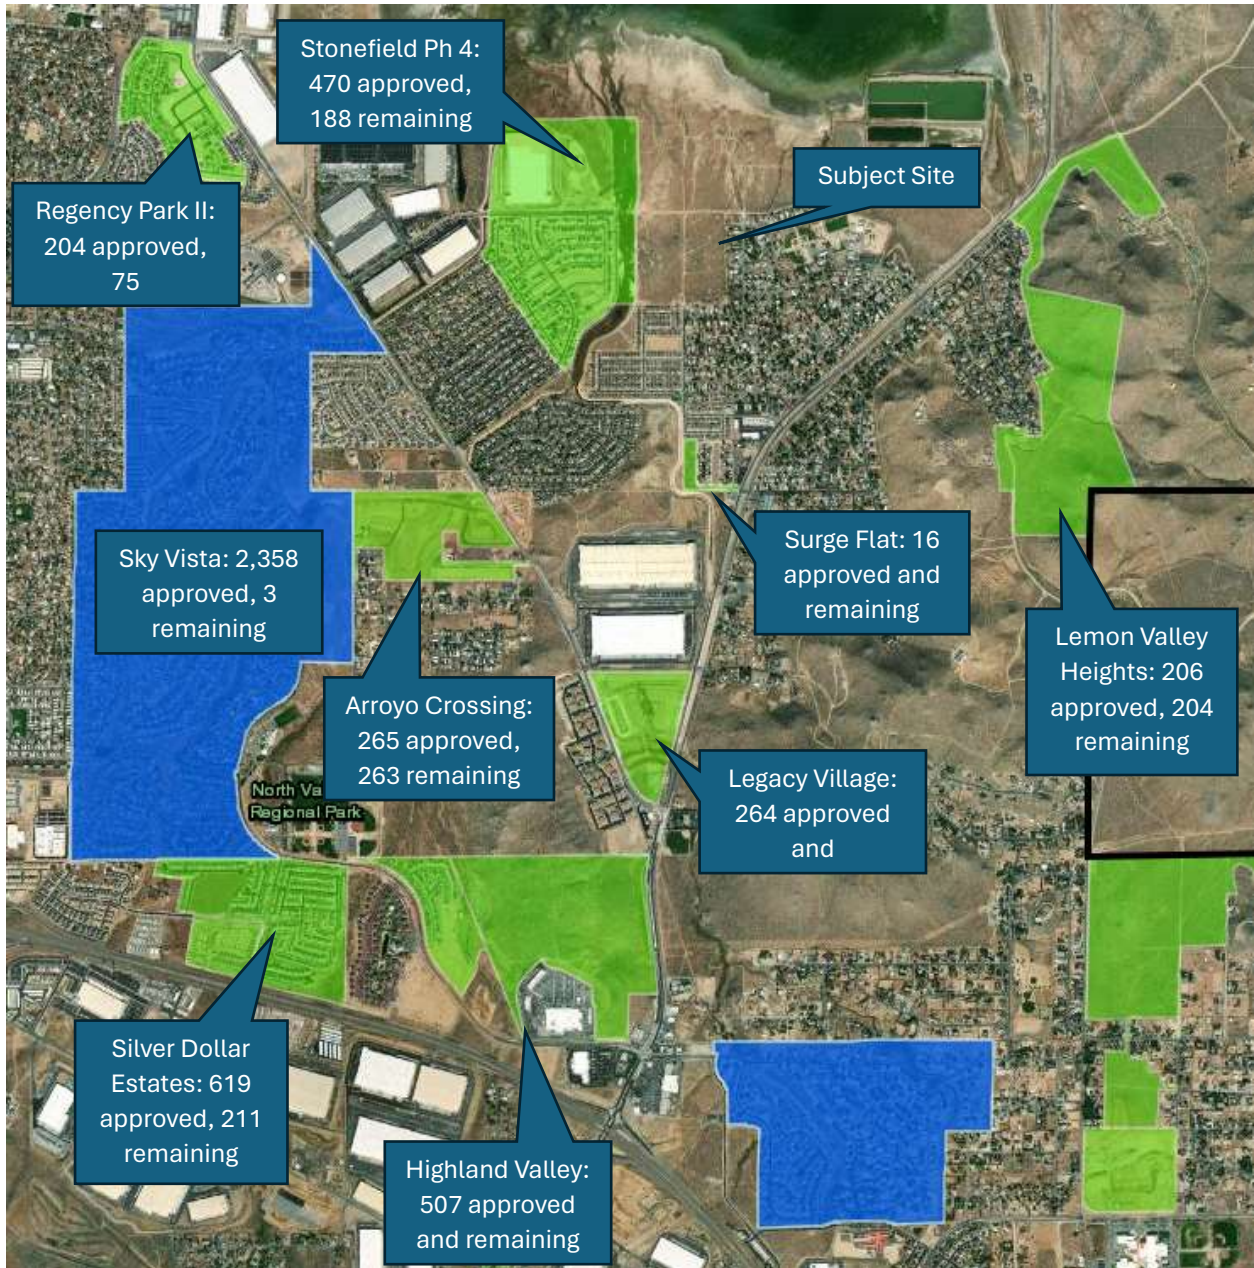 Stonefield Ph 4:
470 approved,
188 remaining
Subject Site
Regency Park II:
204 approved,
75
Sky Vista: 2,358
approved, 3
remaining
Surge Flat: 16
approved and
remaining
Lemon Valley
Heights: 206
approved, 204
remaining
Arroyo Crossing:
265 approved,
263 remaining
North Va
Regional Park
Legacy Village:
264 approved
and
Silver Dollar
Estates: 619
approved, 211
remaining
Highland Valley:
507 approved
and remaining